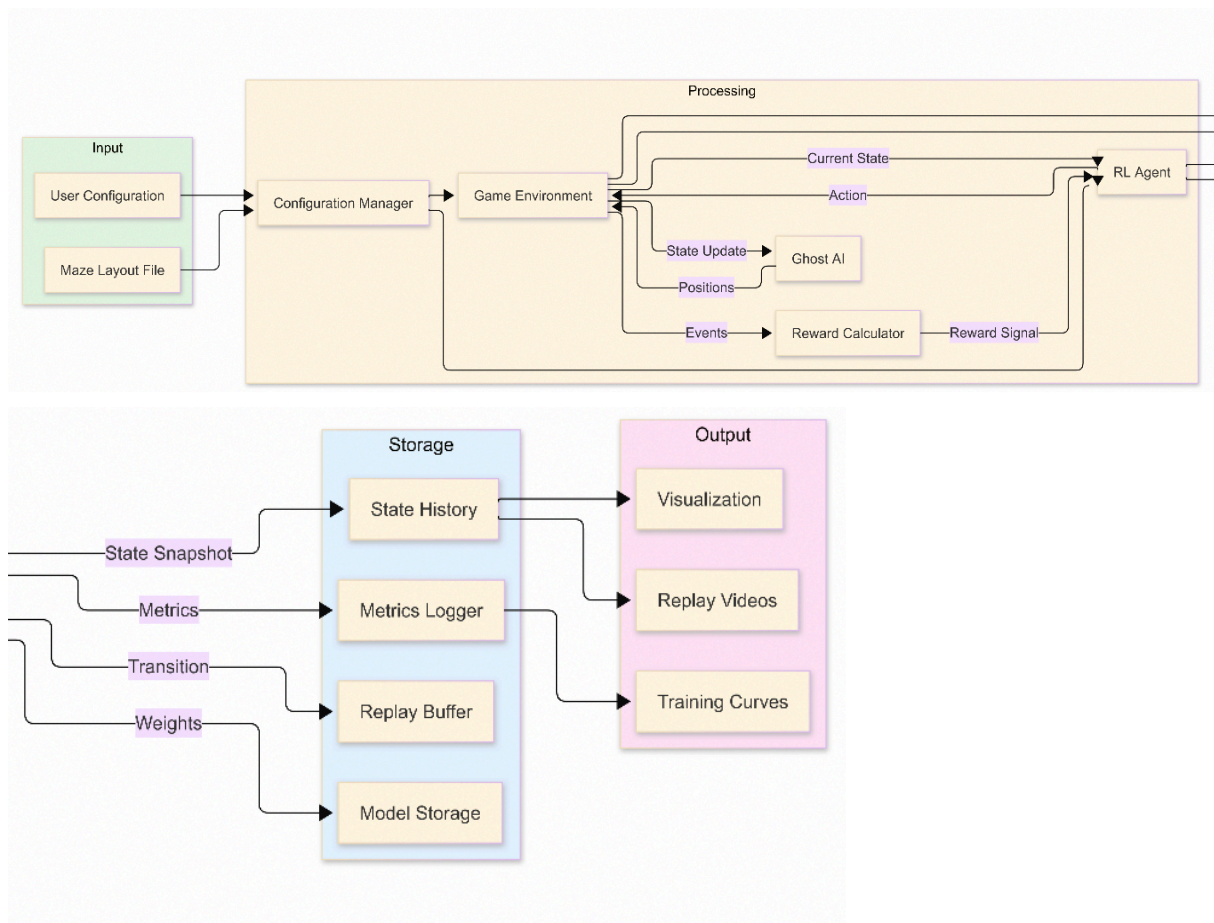 Processing
Input
User Configuration
Maze Layout File
Configuration Manager
Game Environment
Current State
Action
RL Agent
State Update
Ghost AI
Positions
Events
Reward Calculator
Reward Signal
Storage
Output
State History
Visualization
State Snapshot
Metrics
Metrics Logger
Replay Videos
Transition
Replay Buffer
Training Curves
Weights
Model Storage